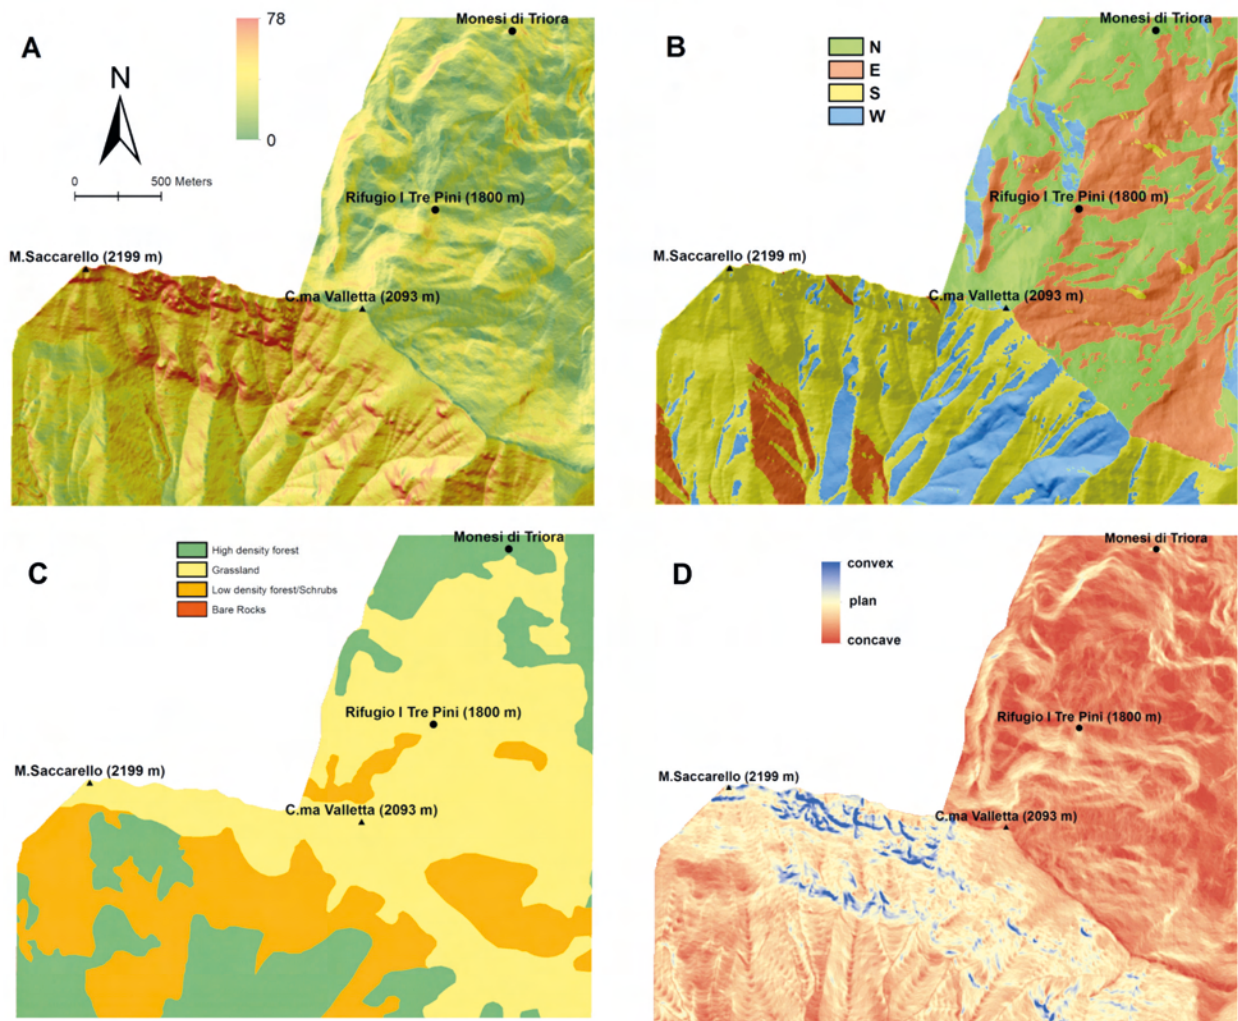 A
78
0
N
0
500 Meters
Monesi di Triora
Rifugio I Tre Pini (1800 m)
M.Saccarello (2199 m)
C.ma Valletta (2093 m)
B
N
E
S
W
Monesi di Triora
Rifugio I Tre Pini (1800 m)
M.Saccarello (2199 m)
C.ma Valletta (2093 m)
C
High density forest
Grassland
Low density forest/Schrubs
Bare Rocks
Monesi di Triora
Rifugio I Tre Pini (1800 m)
M.Saccarello (2199 m)
C.ma Valletta (2093 m)
D
convex
plan
concave
Monesi di Triora
Rifugio I Tre Pini (1800 m)
M.Saccarello (2199 m)
C.ma Valletta (2093 m)